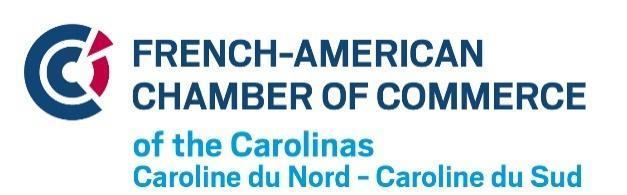 FRENCH-AMERICAN
CHAMBER OF COMMERCE
of the Carolinas
Caroline du Nord - Caroline du Sud